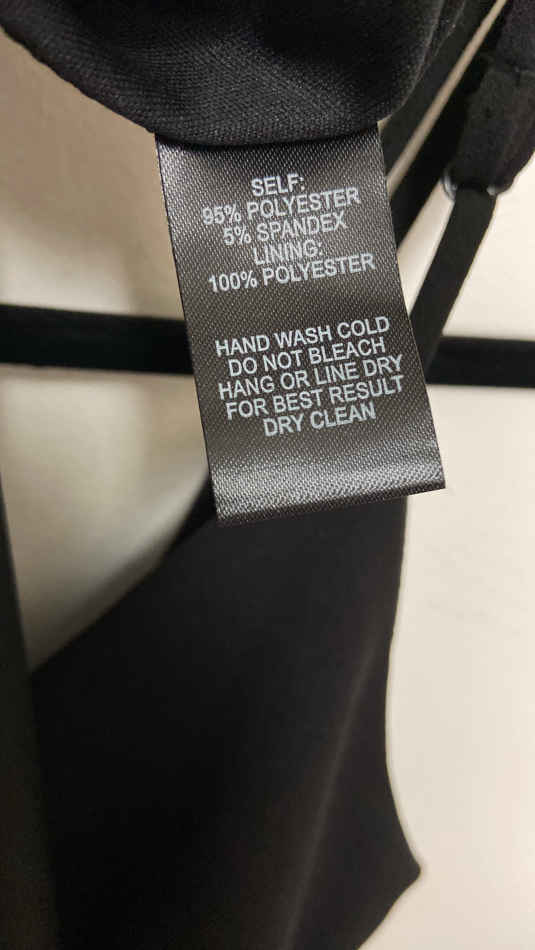 SELF:
95% POLYESTER
5% SPANDEX
LINING:
100% POLYESTER
HAND WASH COLD
DO NOT BLEACH
HANG OR LINE DRY
FOR BEST RESULT
DRY CLEAN